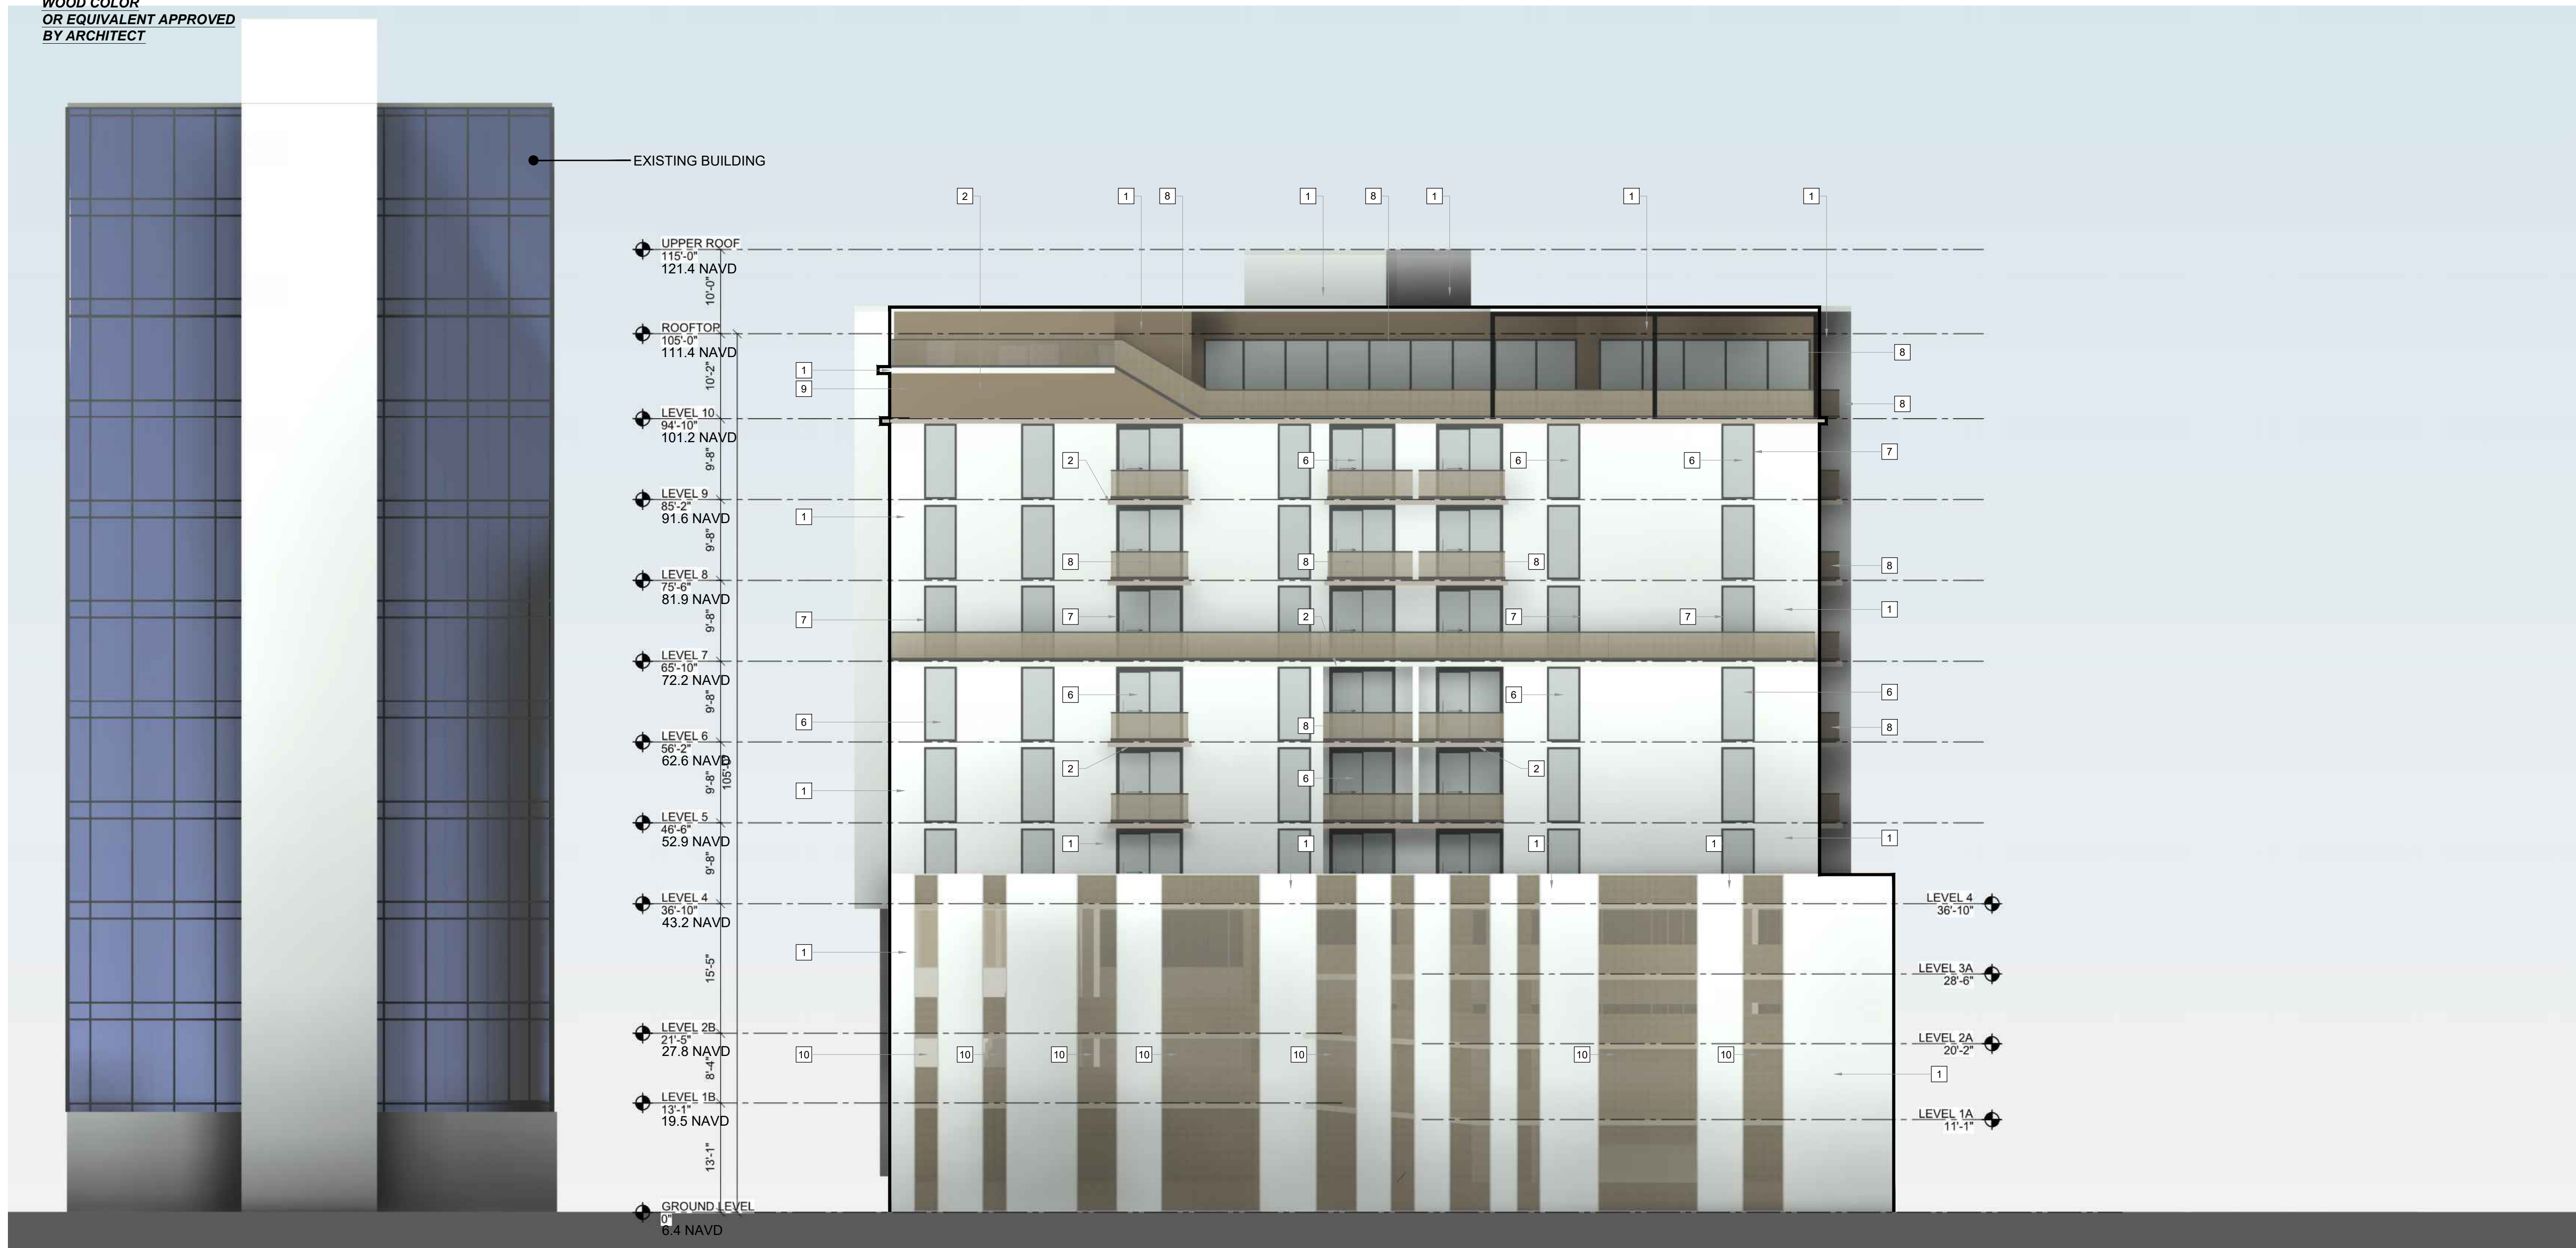 WOOD COLOR
OR EQUIVALENT APPROVED
BY ARCHITECT
EXISTING BUILDING
2
1
8
1
8
1
1
1
UPPER ROOF
115'-0"
121.4 NAVD
10'-0"
ROOFTOP
105'-0"
111.4 NAVD
8
1
10'-2"
9
8
LEVEL 10
94'-10"
101.2 NAVD
7
9'-8"
2
6
6
6
LEVEL 9
85'-2"
91.6 NAVD
1
9'-8"
8
8
8
8
LEVEL 8
75'-6"
81.9 NAVD
1
9'-8"
7
7
2
7
7
LEVEL 7
65'-10"
72.2 NAVD
9'-8"
6
6
6
6
8
8
LEVEL 6
56'-2"
62.6 NAVD
105'-0"
9'-8"
2
2
6
1
LEVEL 5
46'-6"
52.9 NAVD
1
1
1
1
1
9'-8"
LEVEL 4
36'-10"
43.2 NAVD
LEVEL 4
36'-10"
1
15'-5"
LEVEL 3A
28'-6"
LEVEL 2B
21'-5"
27.8 NAVD
LEVEL 2A
20'-2"
8'-4"
10
10
10
10
10
10
10
1
LEVEL 1B
13'-1"
19.5 NAVD
LEVEL 1A
11'-1"
13'-1"
GROUND LEVEL
0"
6.4 NAVD